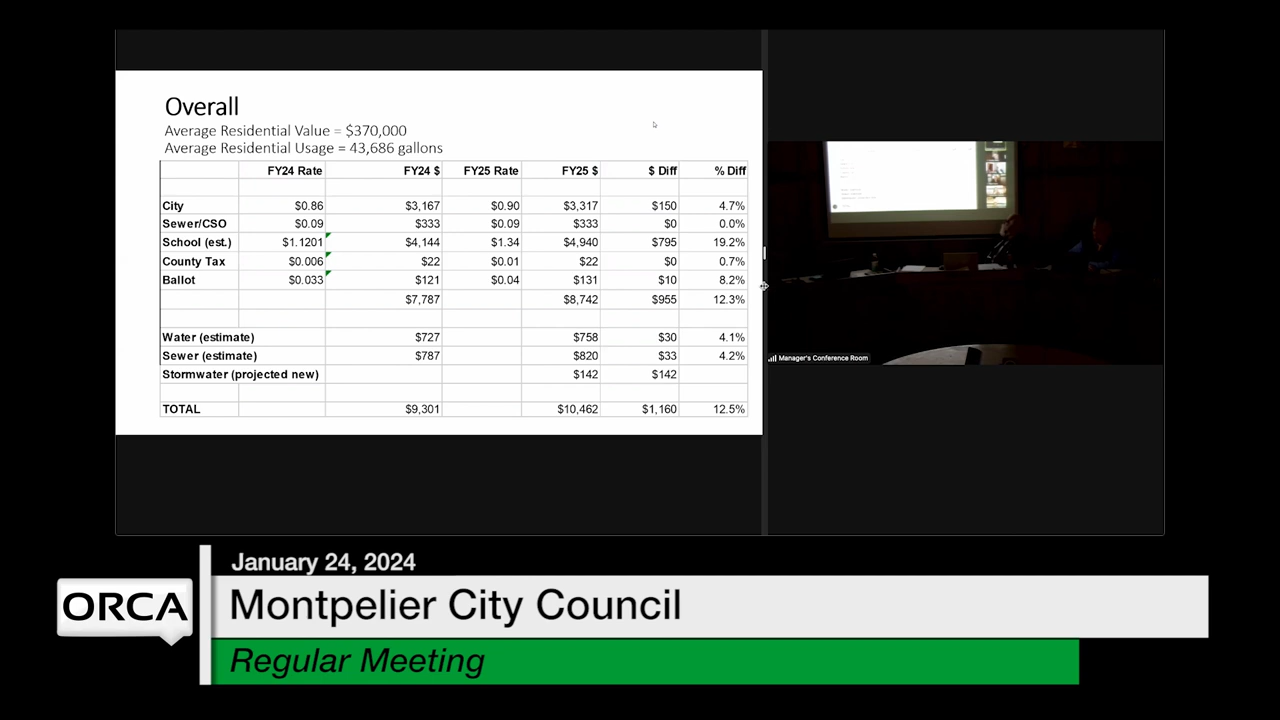 Overall
Average Residential Value = $370,000
Average Residential Usage = 43,686 gallons
FY24 Rate FY24 $ FY25 Rate FY25 $ $ Diff % Diff
City $0.86 $3,167 $0.90 $3,317 $150 4.7%
Sewer/CSO $0.09 $333 $0.09 $333 $0 0.0%
School (est.) $1.1201 $4,144 $1.34 $4,940 $795 19.2%
County Tax $0.006 $22 $0.01 $22 $0 0.7%
Ballot $0.033 $121 $0.04 $131 $10 8.2%
$7,787 $8,742 $955 12.3%
Water (estimate) $727 $758 $30 4.1%
Sewer (estimate) $787 $820 $33 4.2%
Stormwater (projected new) $142 $142
TOTAL $9,301 $10,462 $1,160 12.5%
Manager's Conference Room
January 24, 2024
ORCA
Montpelier City Council
Regular Meeting